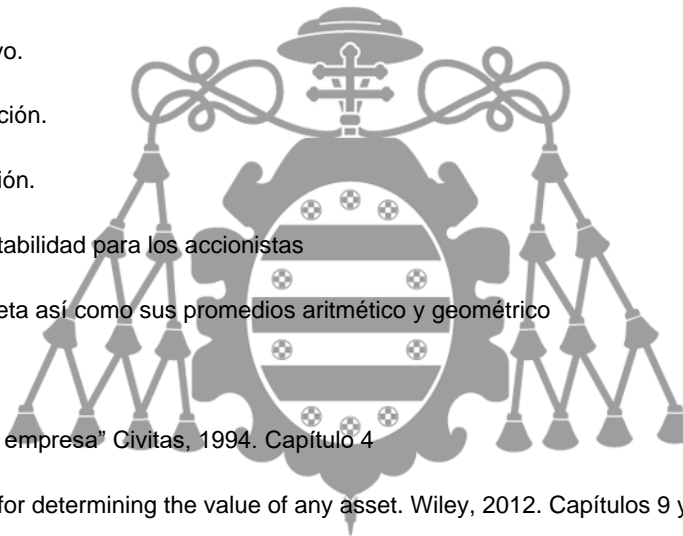 vo.
ción.
ión.
tabilidad para los accionistas
eta así como sus promedios aritmético y geométrico
empresa” Civitas, 1994. Capítulo 4
for determining the value of any asset. Wiley, 2012. Capítulos 9 y